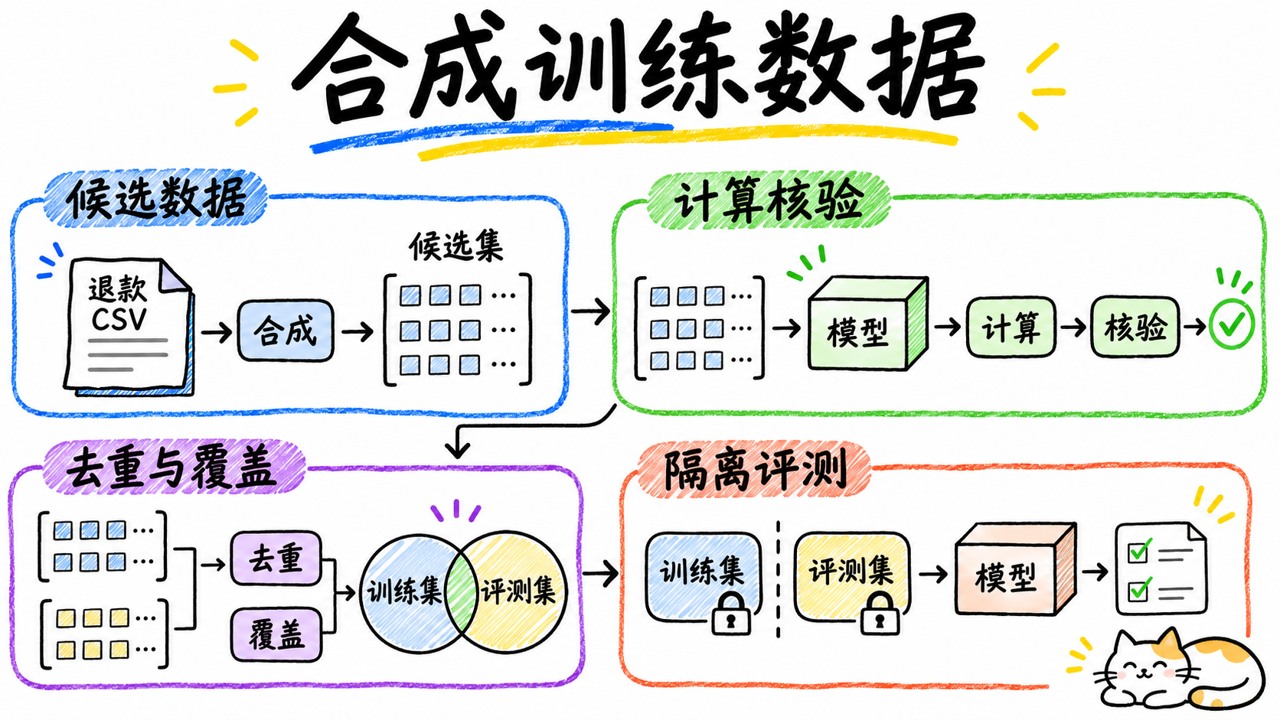 合成训练数据
候选数据
退款
CSV
合成
候选集
...
...
...
计算核验
...
...
...
模型
计算
核验
去重与覆盖
...
...
...
...
去重
覆盖
训练集
评测集
隔离评测
训练集
评测集
模型